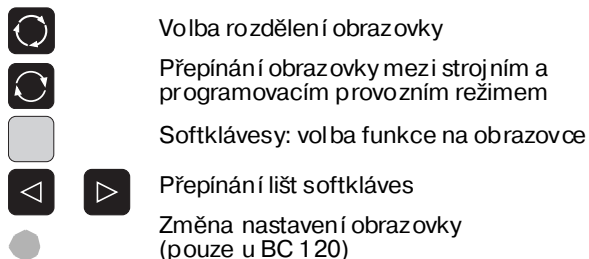 Volba rozdělení obrazovky
Přepínání obrazovky mezi strojním a
programovacím provozním režimem
Softklávesy: volba funkce na obrazovce
Přepínání lišt softkláves
Změna nastavení obrazovky
(pouze u BC 120)